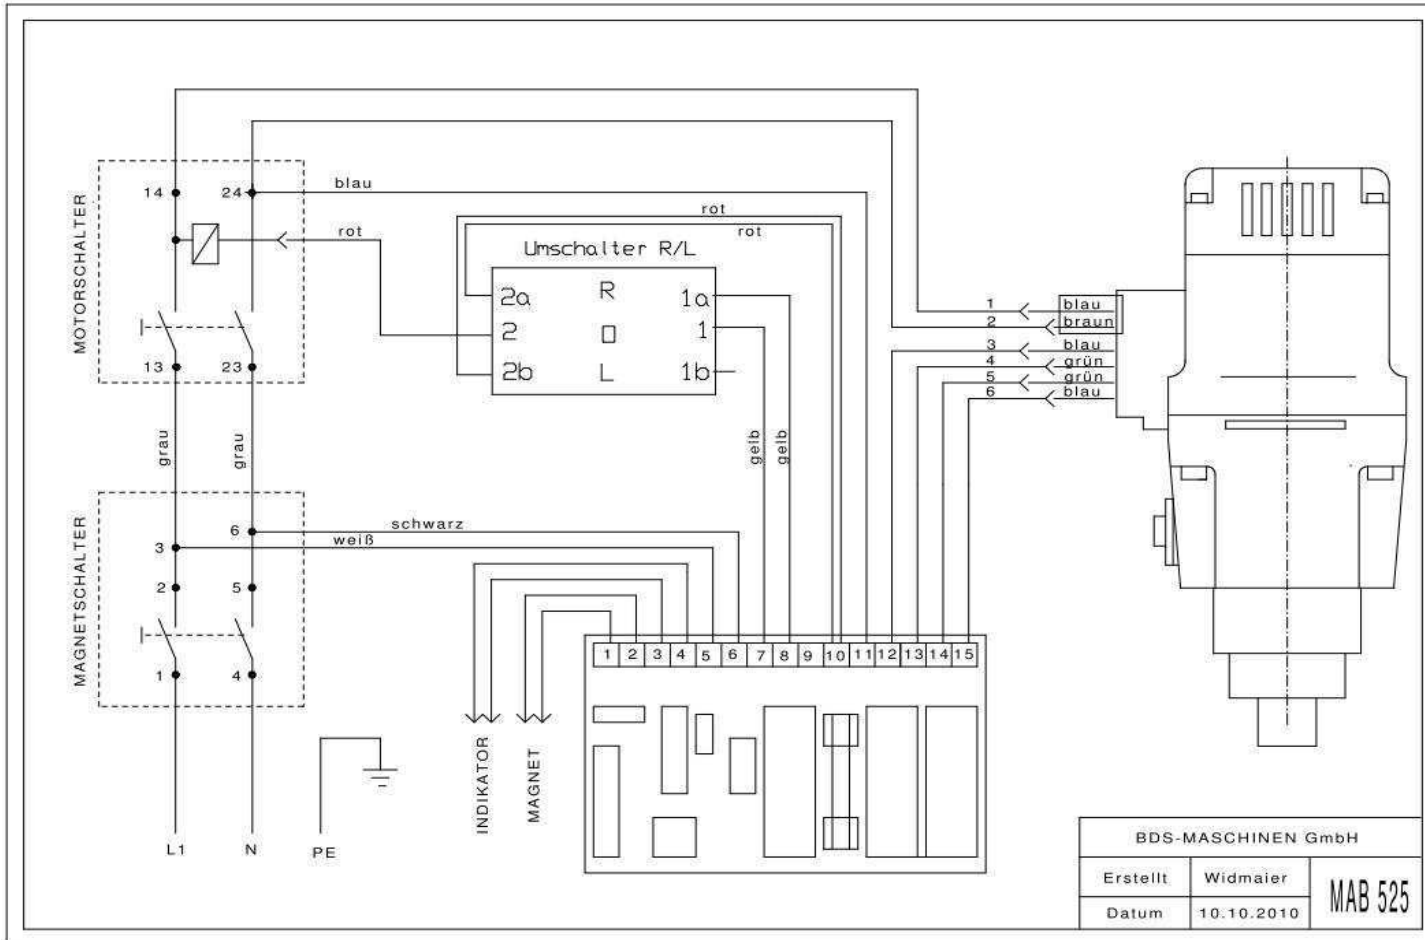 MOTORSCHALTER
14
24
blau
rot
13
23
grau
grau
MAGNETSCHALTER
6
3
2
5
1
4
schwarz
weiß
L1
N
PE
rot
rot
Umschalter R/L
2a
R
1a
2
0
1
2b
L
1b
gelb
gelb
INDIKATOR
MAGNET
1 2 3 4 5 6 7 8 9 10 11 12 13 14 15
1 blau
2 braun
3 blau
4 grün
5 grün
6 blau
BDS-MASCHINEN GmbH
Erstellt Widmaier
MAB 525
Datum 10.10.2010